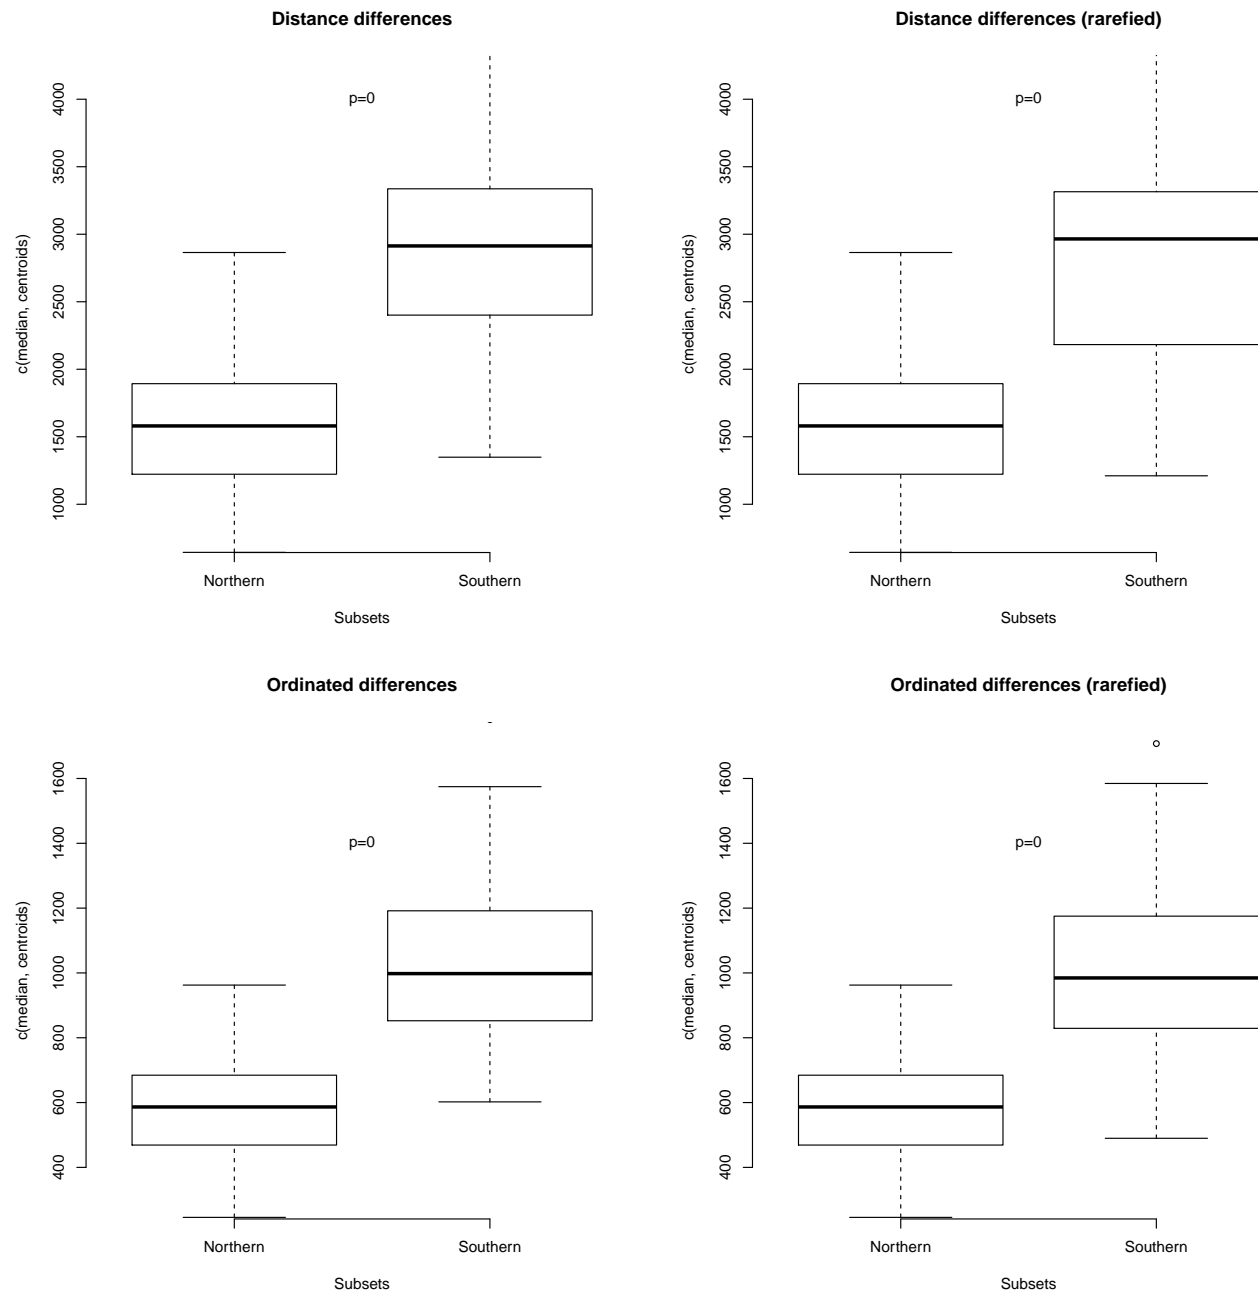 Distance differences
p=0
c(median, centroids)
4000
3500
3000
2500
2000
1500
1000
Northern Southern
Subsets
Distance differences (rarefied)
p=0
c(median, centroids)
4000
3500
3000
2500
2000
1500
1000
Northern Southern
Subsets
Ordinated differences
p=0
c(median, centroids)
1600
1400
1200
1000
800
600
400
Northern Southern
Subsets
Ordinated differences (rarefied)
p=0
c(median, centroids)
1600
1400
1200
1000
800
600
400
Northern Southern
Subsets